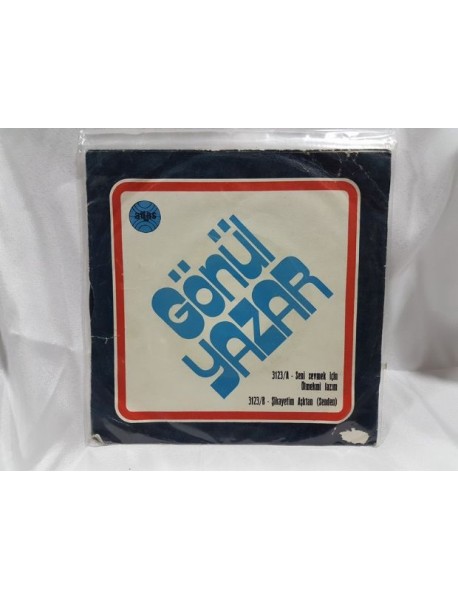 GÖNÜL
YAZAR
3123/A - Seni sevmek için
Ölmekmi lazım
3123/B - Şikayetim Aşktan (Senden)